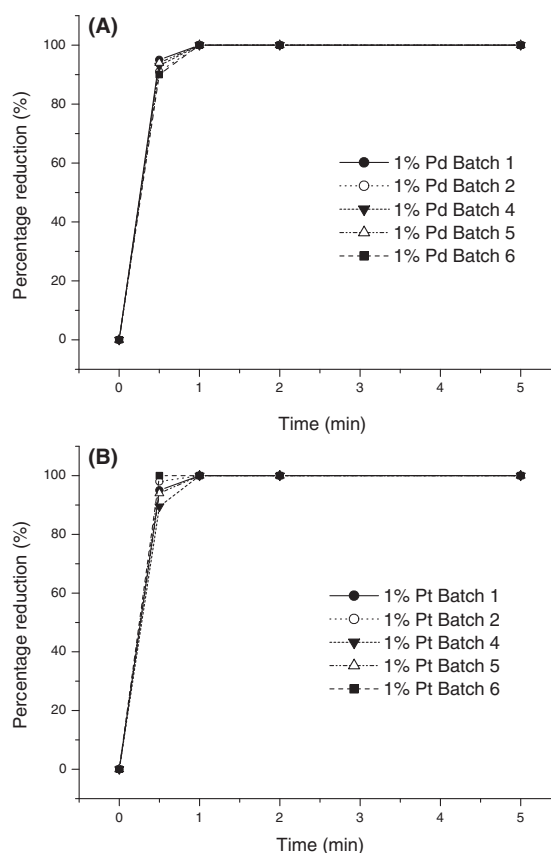 (A)
Percentage reduction (%)
100
80
60
40
20
0
1% Pd Batch 1
1% Pd Batch 2
1% Pd Batch 4
1% Pd Batch 5
1% Pd Batch 6
0 1 2 3 4 5
Time (min)
(B)
Percentage reduction (%)
100
80
60
40
20
0
1% Pt Batch 1
1% Pt Batch 2
1% Pt Batch 4
1% Pt Batch 5
1% Pt Batch 6
0 1 2 3 4 5
Time (min)